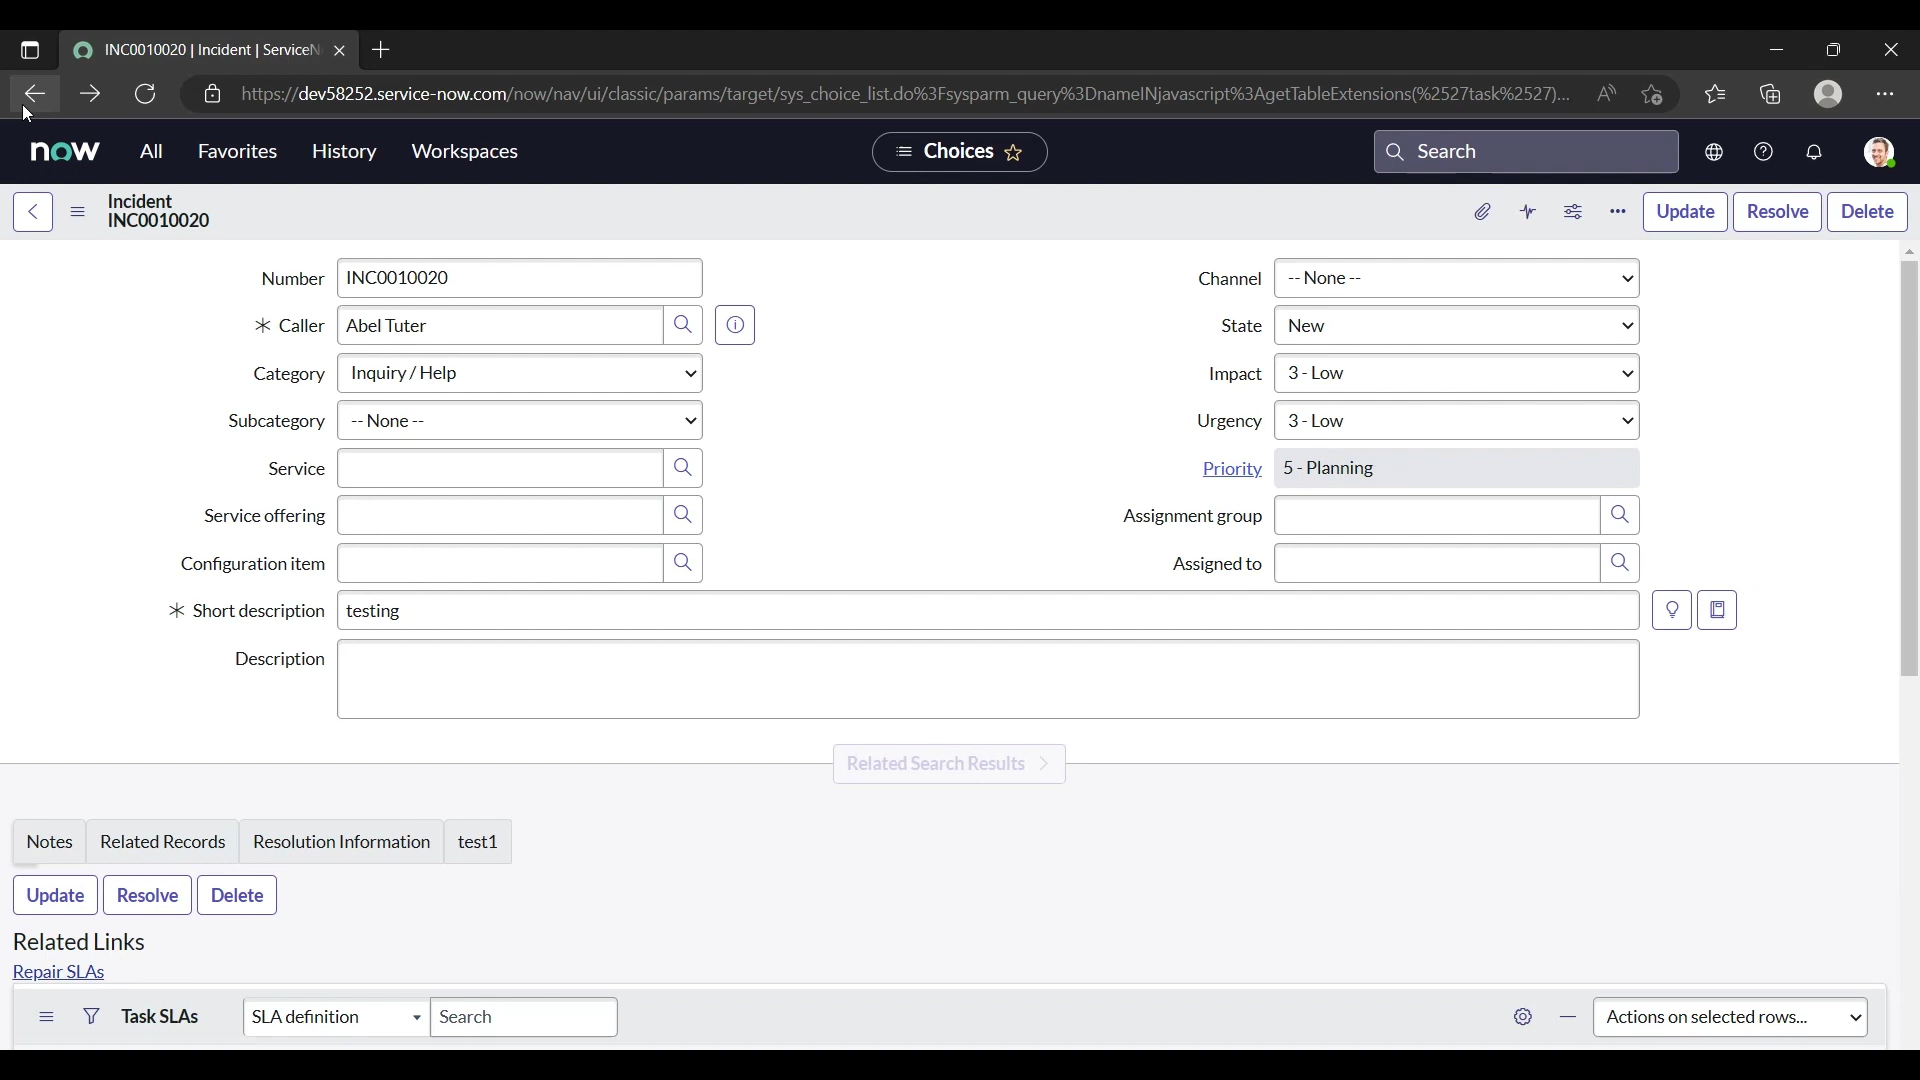 INC0010020 | Incident | ServiceN
https://dev58252.service-now.com/now/nav/ui/classic/params/target/sys_choice_list.do%3Fsysparm_query%3DnameINjavascript%3AgetTableExtensions(%2527task%2527)...
now All Favorites History Workspaces Choices Search
Incident
INC0010020
Update Resolve Delete
Number INC0010020 Channel -- None --
* Caller Abel Tuter State New
Category Inquiry / Help Impact 3 - Low
Subcategory -- None -- Urgency 3 - Low
Service Priority 5 - Planning
Service offering Assignment group
Configuration item Assigned to
* Short description testing
Description
Related Search Results
Notes Related Records Resolution Information test1
Update Resolve Delete
Related Links
Repair SLAs
Task SLAs SLA definition Search Actions on selected rows...